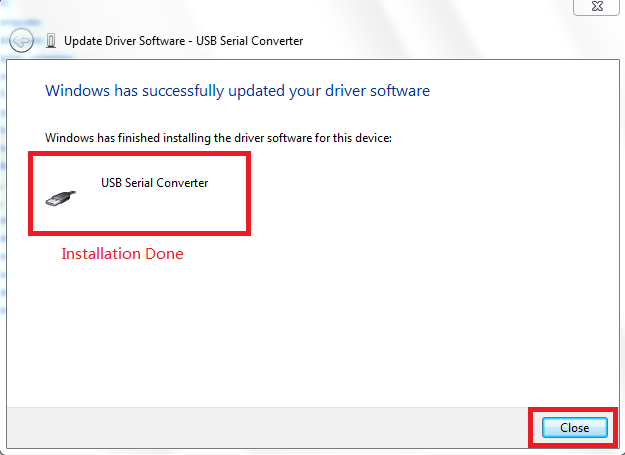 Update Driver Software - USB Serial Converter
Windows has successfully updated your driver software
Windows has finished installing the driver software for this device:
USB Serial Converter
Installation Done
Close